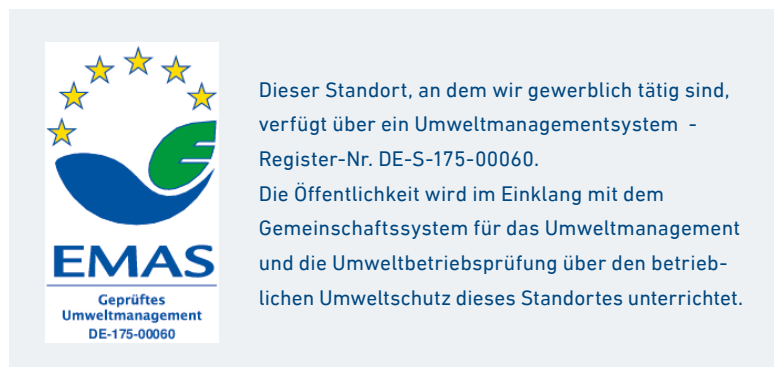 EMAS
Geprüftes
Umweltmanagement
DE-175-00060
Dieser Standort, an dem wir gewerblich tätig sind,
verfügt über ein Umweltmanagementsystem -
Register-Nr. DE-S-175-00060.
Die Öffentlichkeit wird im Einklang mit dem
Gemeinschaftssystem für das Umweltmanagement
und die Umweltbetriebsprüfung über den betrieb-
lichen Umweltschutz dieses Standortes unterrichtet.